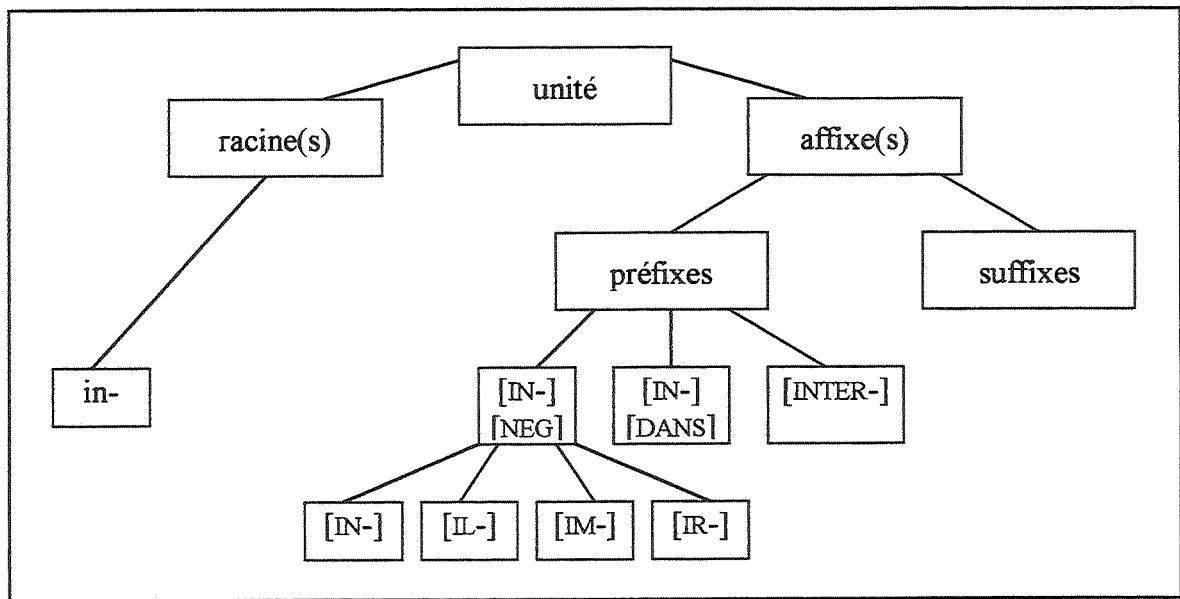 unité
racine(s)
affixe(s)
préfixes
suffixes
in-
[IN-]
⌈NEG⌉
[IN-]
⌈DANS⌉
[INTER-]
[IN-]
[IL-]
[IM-]
[IR-]